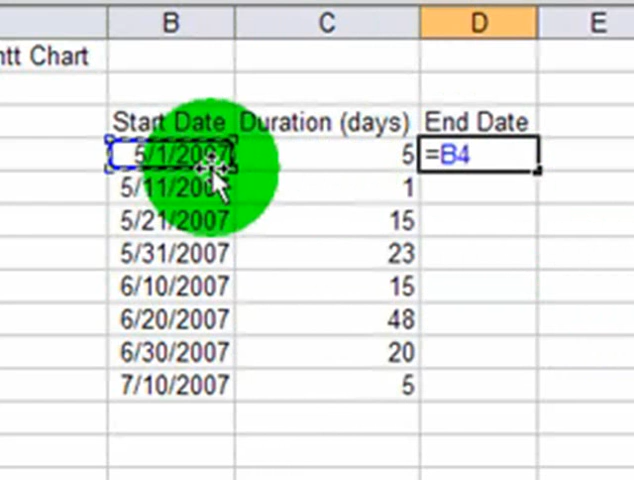 B C D E
ntt Chart
Start Date Duration (days) End Date
5/1/2007 5 =B4
5/11/2007 1
5/21/2007 15
5/31/2007 23
6/10/2007 15
6/20/2007 48
6/30/2007 20
7/10/2007 5